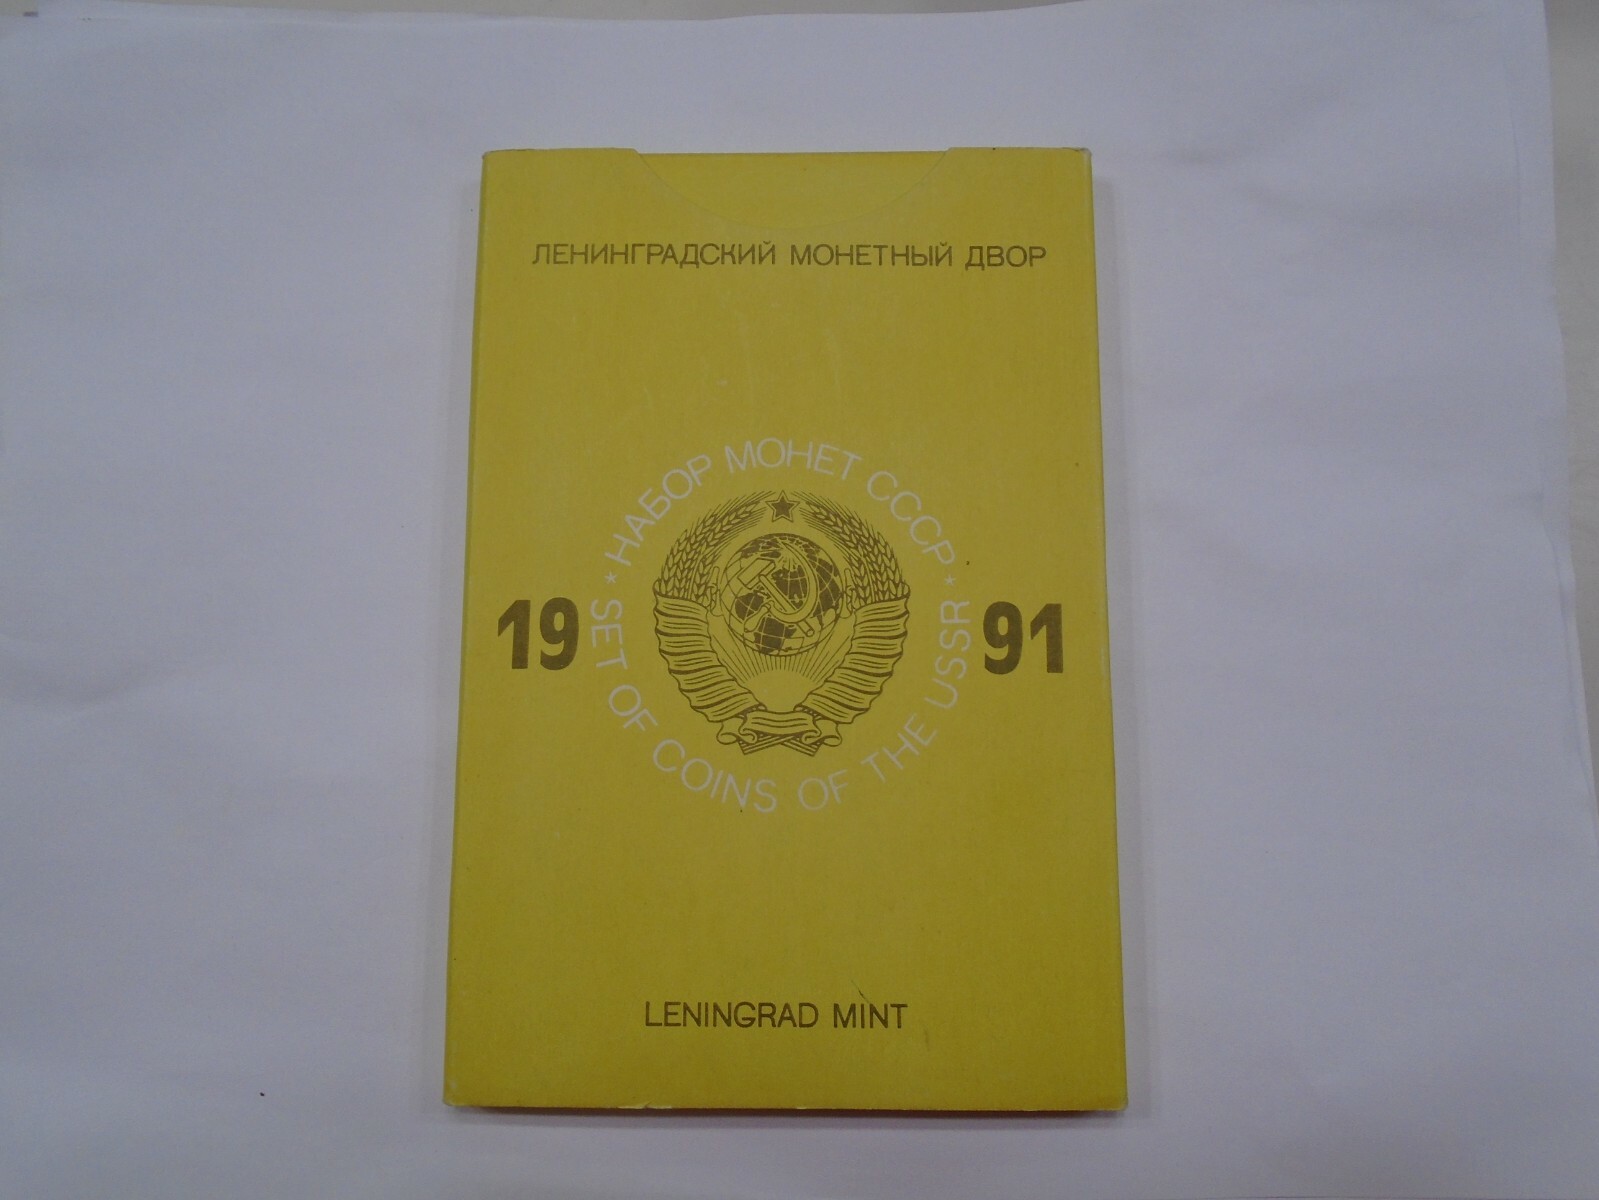 ЛЕНИНГРАДСКИЙ МОНЕТНЫЙ ДВОР
* НАБОР МОНЕТ СССР *
19 91
SET OF COINS OF THE USSR
LENINGRAD MINT